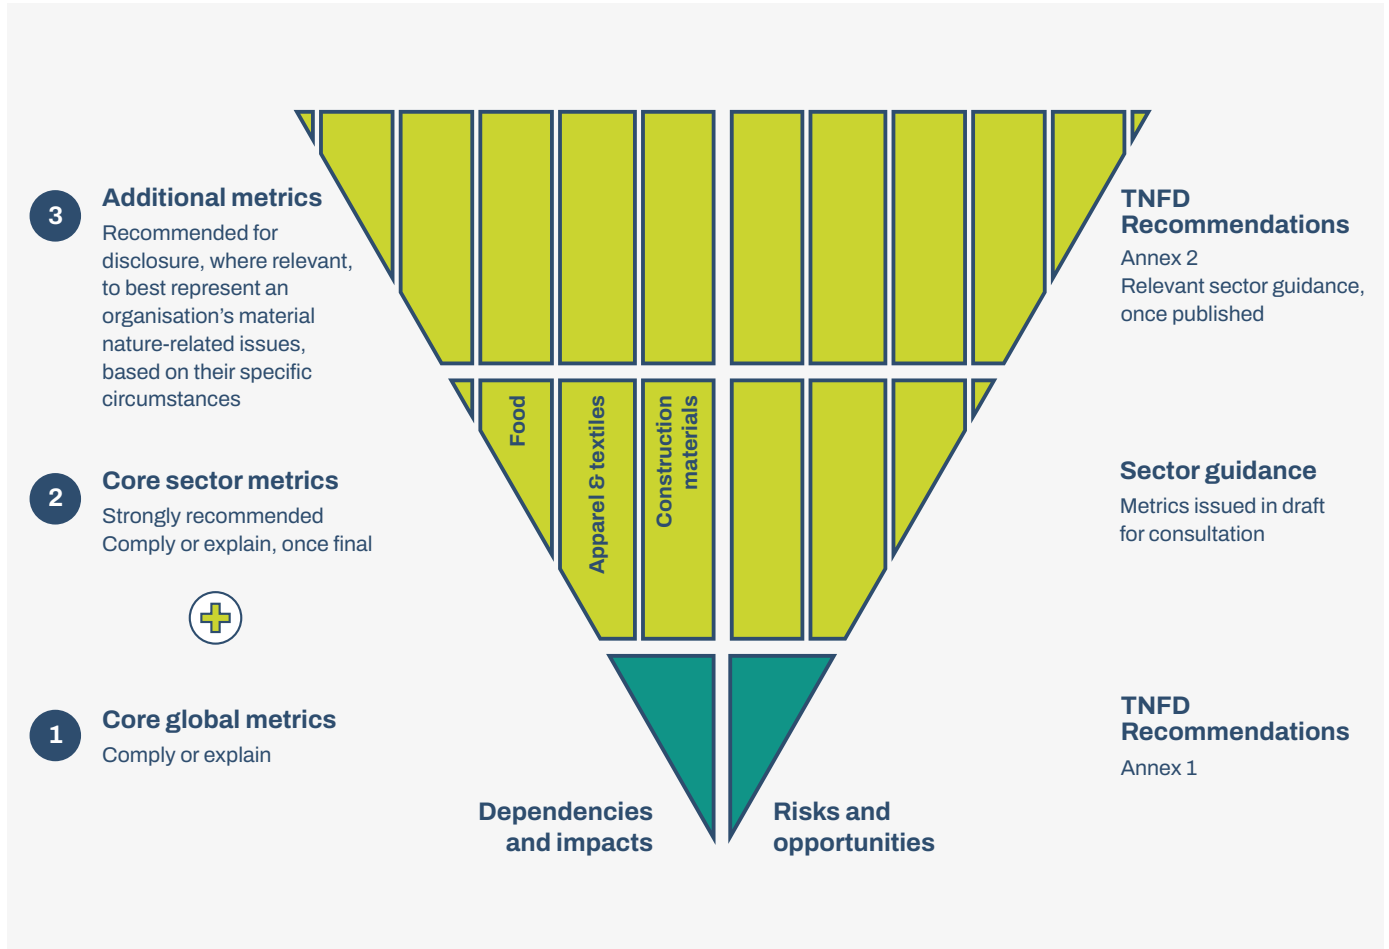 3
Additional metrics
Recommended for
disclosure, where relevant,
to best represent an
organisation’s material
nature-related issues,
based on their specific
circumstances
TNFD
Recommendations
Annex 2
Relevant sector guidance,
once published
2
Core sector metrics
Strongly recommended
Comply or explain, once final
Food
Apparel & textiles
Construction
materials
Sector guidance
Metrics issued in draft
for consultation
1
Core global metrics
Comply or explain
TNFD
Recommendations
Annex 1
Dependencies
and impacts
Risks and
opportunities